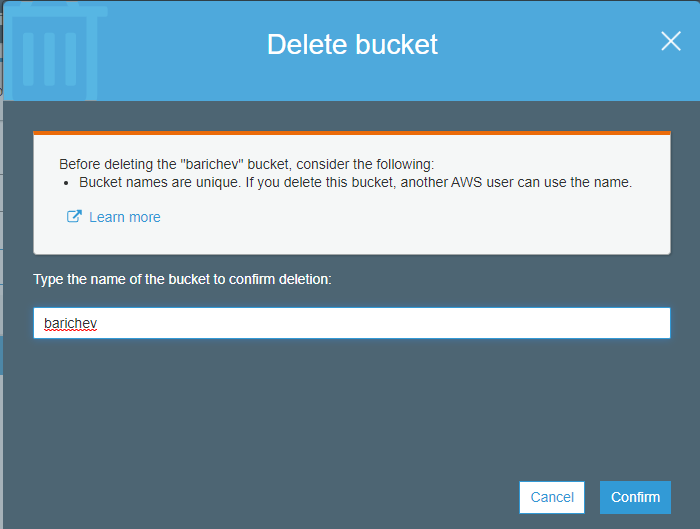 Delete bucket
Before deleting the "barichev" bucket, consider the following:
• Bucket names are unique. If you delete this bucket, another AWS user can use the name.
Learn more
Type the name of the bucket to confirm deletion:
barichev
Cancel Confirm